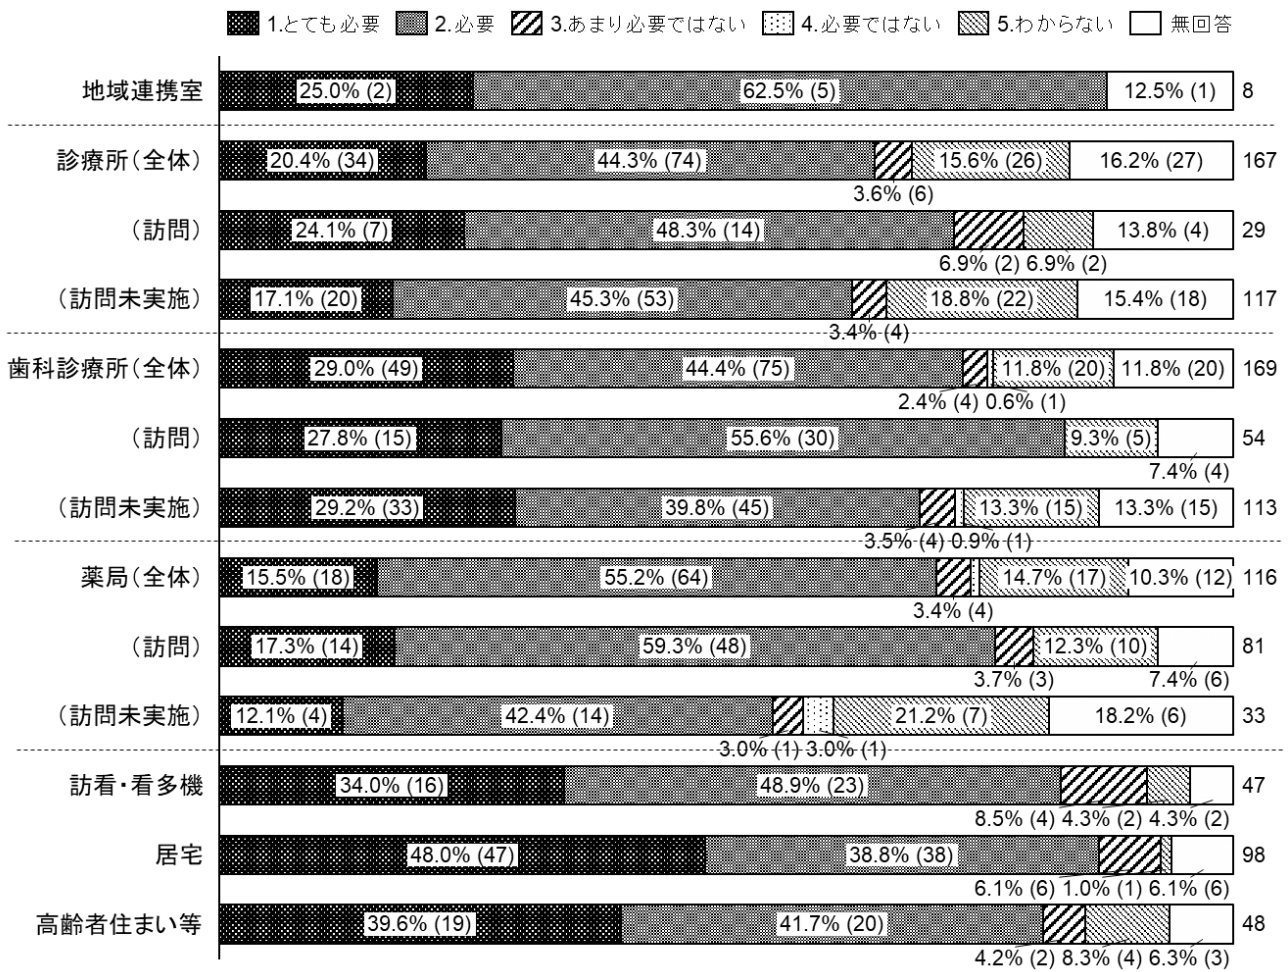 1.とても必要 2.必要 3.あまり必要ではない 4.必要ではない 5.わからない 無回答
地域連携室 25.0% (2) 62.5% (5) 12.5% (1) 8
診療所(全体) 20.4% (34) 44.3% (74) 15.6% (26) 16.2% (27) 167
3.6% (6)
(訪問) 24.1% (7) 48.3% (14) 13.8% (4) 29
6.9% (2) 6.9% (2)
(訪問未実施) 17.1% (20) 45.3% (53) 18.8% (22) 15.4% (18) 117
3.4% (4)
歯科診療所(全体) 29.0% (49) 44.4% (75) 11.8% (20) 11.8% (20) 169
2.4% (4) 0.6% (1)
(訪問) 27.8% (15) 55.6% (30) 9.3% (5) 54
7.4% (4)
(訪問未実施) 29.2% (33) 39.8% (45) 13.3% (15) 13.3% (15) 113
3.5% (4) 0.9% (1)
薬局(全体) 15.5% (18) 55.2% (64) 14.7% (17) 10.3% (12) 116
3.4% (4)
(訪問) 17.3% (14) 59.3% (48) 12.3% (10) 81
3.7% (3) 7.4% (6)
(訪問未実施) 12.1% (4) 42.4% (14) 21.2% (7) 18.2% (6) 33
3.0% (1) 3.0% (1)
訪看・看多機 34.0% (16) 48.9% (23) 47
8.5% (4) 4.3% (2) 4.3% (2)
居宅 48.0% (47) 38.8% (38) 98
6.1% (6) 1.0% (1) 6.1% (6)
高齢者住まい等 39.6% (19) 41.7% (20) 48
4.2% (2) 8.3% (4) 6.3% (3)